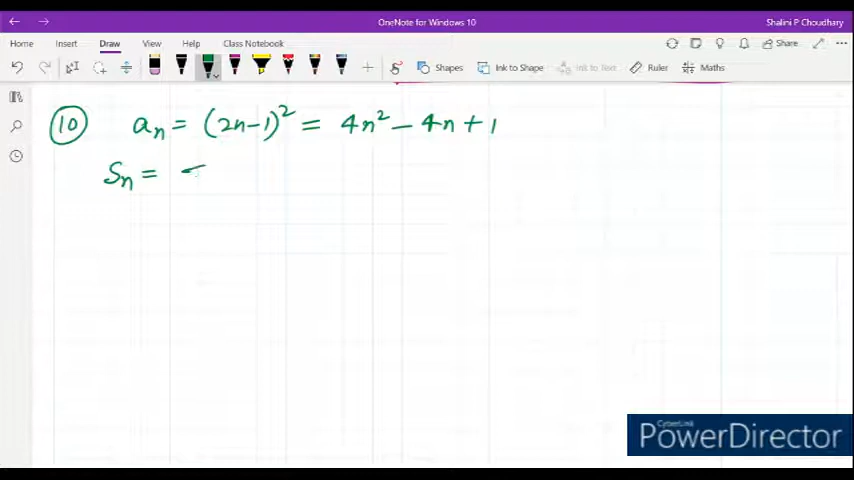 OneNote for Windows 10
Shalini P Choudhary
Home Insert Draw View Help Class Notebook Share
Shapes Ink to Shape Ink to Text Ruler Maths
10 aₙ = (2n-1)² = 4n² - 4n + 1
Sₙ =
CyberLink
PowerDirector